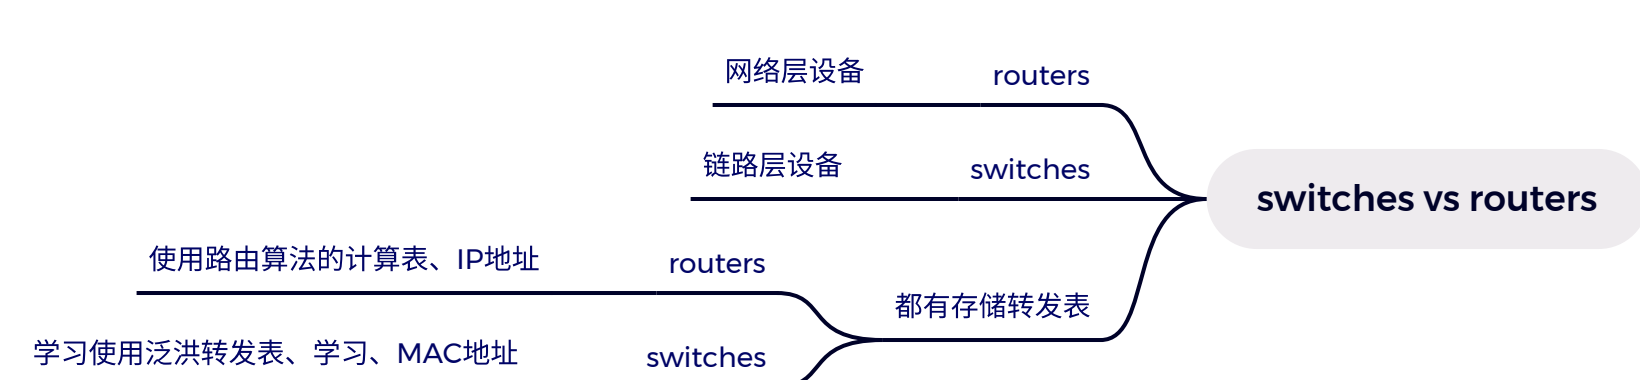 网络层设备
routers
链路层设备
switches
switches vs routers
使用路由算法的计算表、IP地址
routers
都有存储转发表
学习使用泛洪转发表、学习、MAC地址
switches